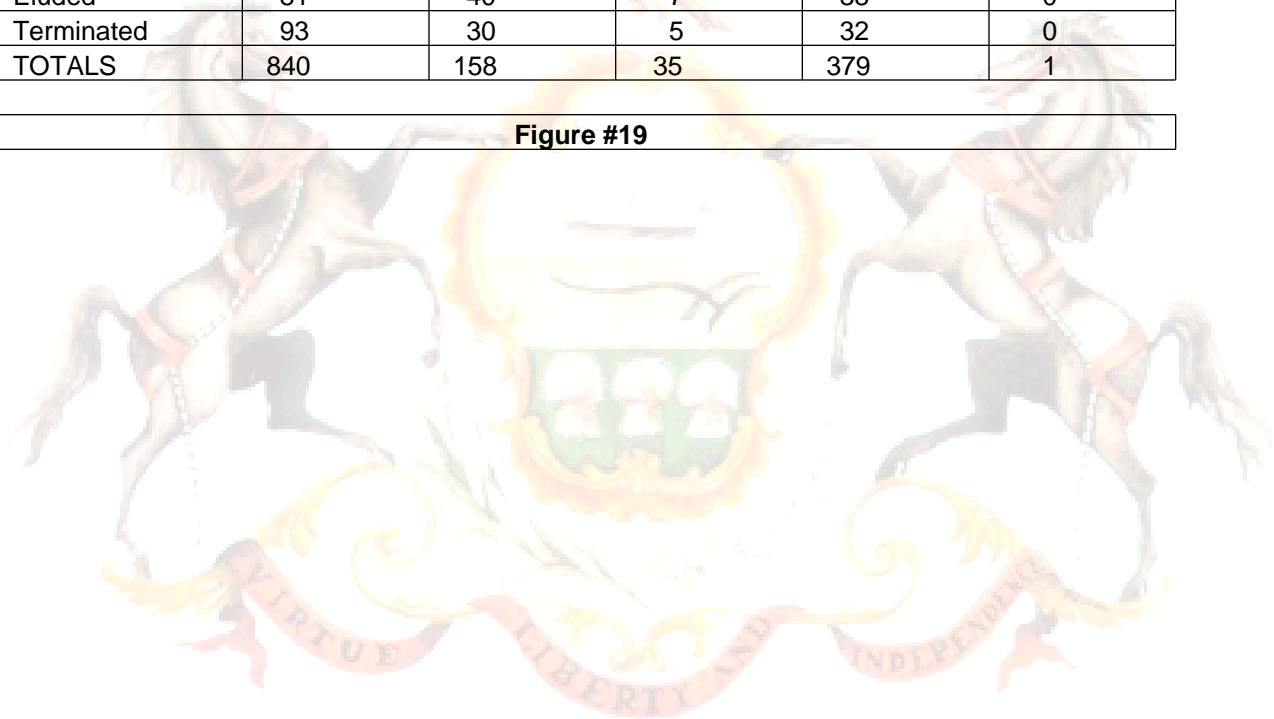 Terminated 93 30 5 32 0
TOTALS 840 158 35 379 1
Figure #19
VIRTUE LIBERTY AND INDEPENDENCE